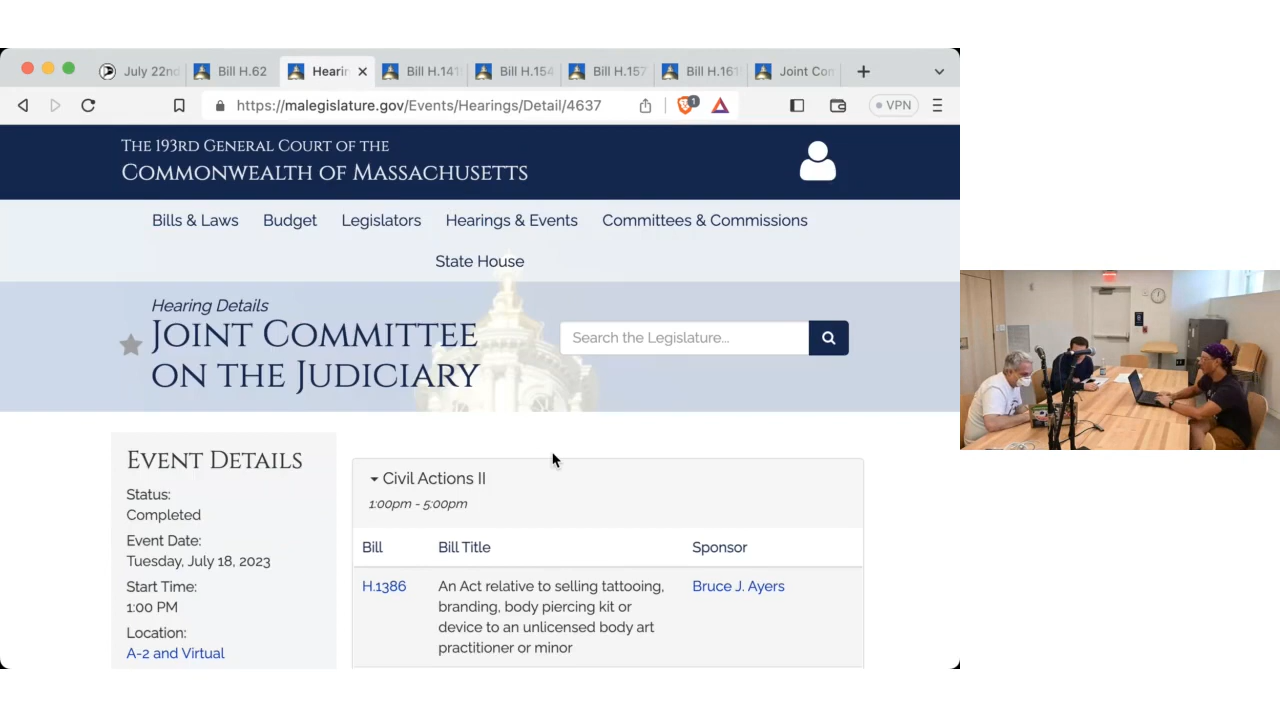 July 22nd
Bill H.62
Hearin
Bill H.141
Bill H.154
Bill H.157
Bill H.161
Joint Com
https://malegislature.gov/Events/Hearings/Detail/4637
1
VPN
The 193rd General Court of the
Commonwealth of Massachusetts
Bills & Laws Budget Legislators Hearings & Events Committees & Commissions
State House
Hearing Details
Joint Committee
on the Judiciary
Search the Legislature...
Event Details
Status:
Completed
Event Date:
Tuesday, July 18, 2023
Start Time:
1:00 PM
Location:
A-2 and Virtual
Civil Actions II
1:00pm - 5:00pm
Bill Bill Title Sponsor
H.1386 An Act relative to selling tattooing, Bruce J. Ayers
branding, body piercing kit or
device to an unlicensed body art
practitioner or minor